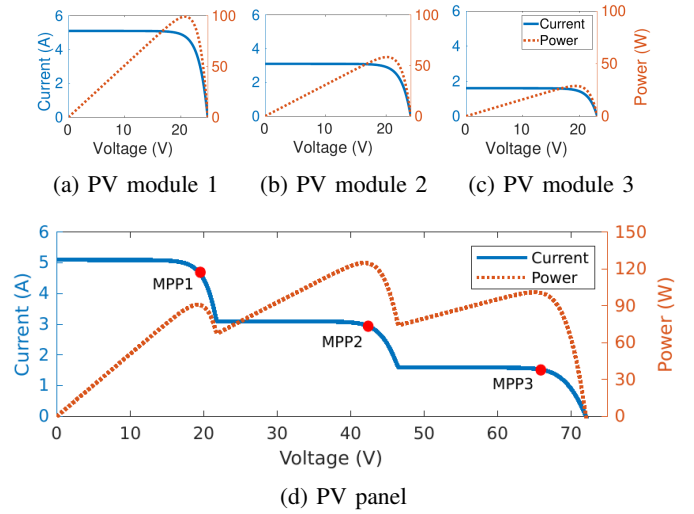 6
4
2
0
Current (A)
100
50
0
0 10 20
Voltage (V)
(a) PV module 1
6
4
2
0
100
50
0
0 10 20
Voltage (V)
(b) PV module 2
6
4
2
0
Current
Power
100
50
0
Power (W)
0 10 20
Voltage (V)
(c) PV module 3
6
5
4
3
2
1
0
Current (A)
MPP1
MPP2
MPP3
Current
Power
150
120
90
60
30
0
Power (W)
0 10 20 30 40 50 60 70
Voltage (V)
(d) PV panel